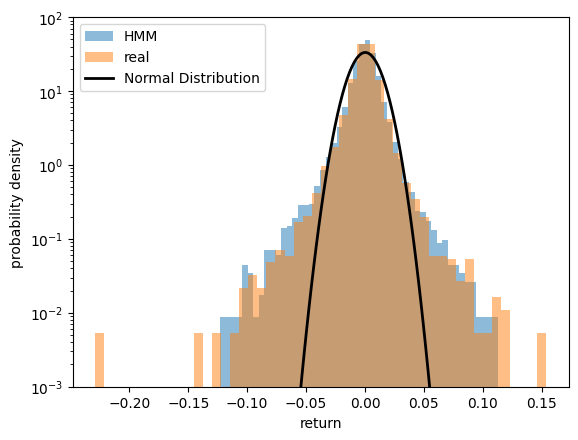 HMM
real
Normal Distribution
probability density
10²
10¹
10⁰
10⁻¹
10⁻²
10⁻³
−0.20 −0.15 −0.10 −0.05 0.00 0.05 0.10 0.15
return